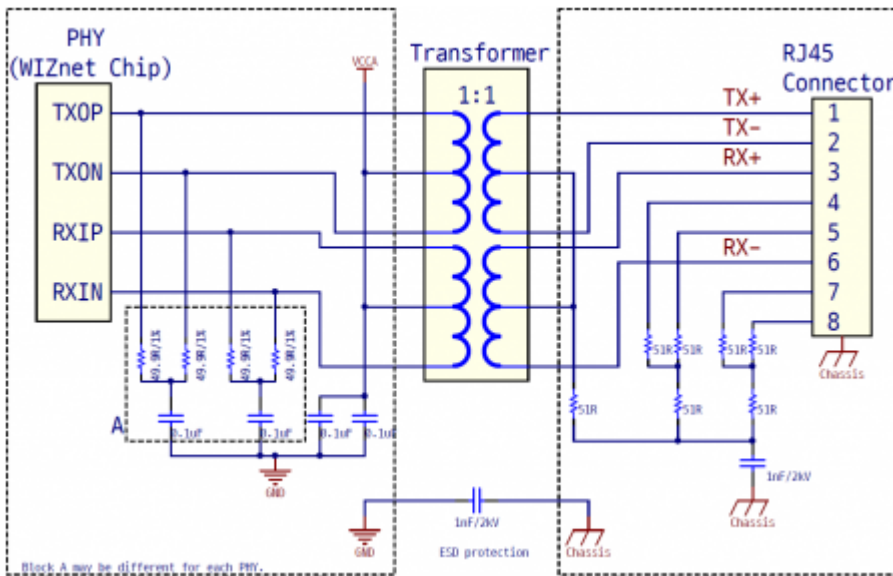 PHY
(WIZnet Chip)
VCCA
Transformer
RJ45
Connector
1:1
TXOP
TXON
RXIP
RXIN
TX+
TX-
RX+
RX-
1
2
3
4
5
6
7
8
Chassis
49.9R/1%
49.9R/1%
49.9R/1%
49.9R/1%
51R
51R
51R
51R
51R
51R
51R
A
0.1uF
0.1uF
0.1uF
0.1uF
GND
1nF/2kV
Chassis
GND
1nF/2kV
Chassis
ESD protection
Block A may be different for each PHY.